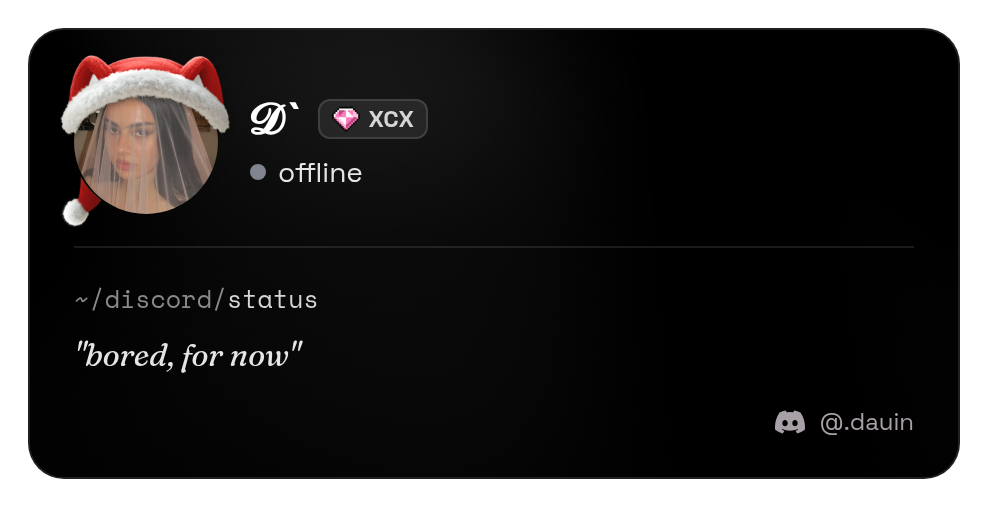 𝓓` XCX
offline
~/discord/status
"bored, for now"
@.dauin